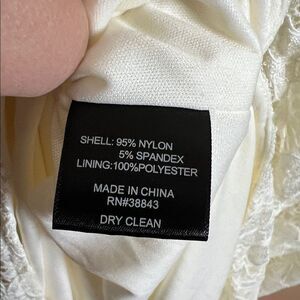 SHELL: 95% NYLON
5% SPANDEX
LINING:100%POLYESTER
MADE IN CHINA
RN#38843
DRY CLEAN